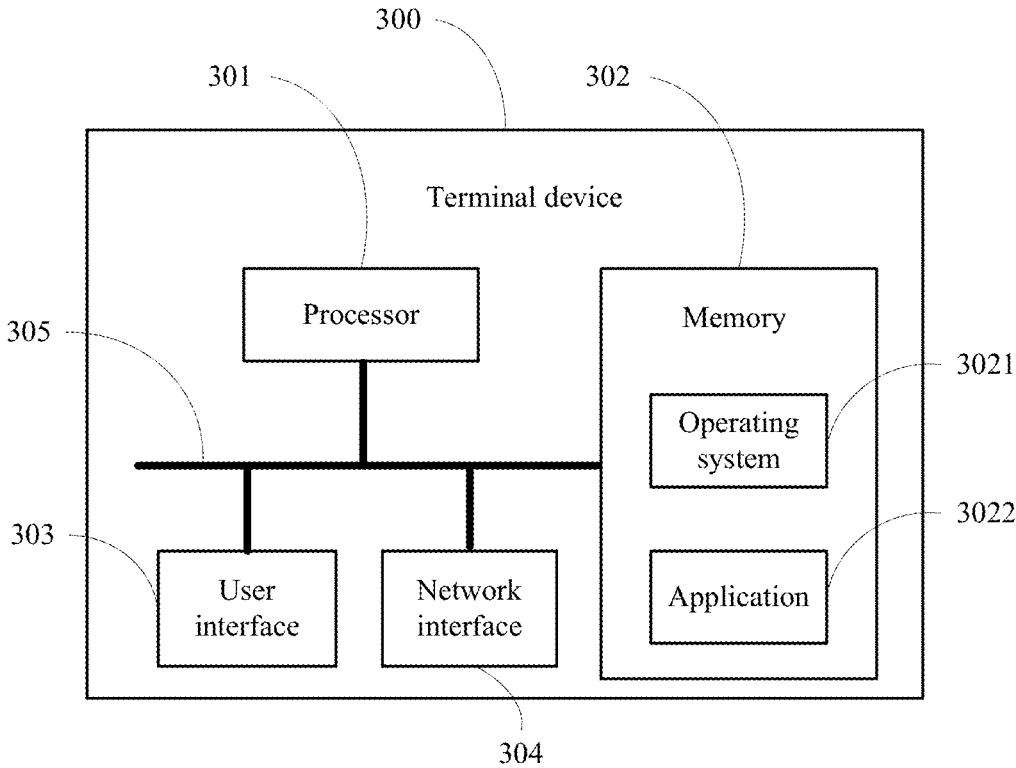 300
301
302
Terminal device
Processor
Memory
305
3021
Operating
system
303
3022
User
interface
Network
interface
Application
304